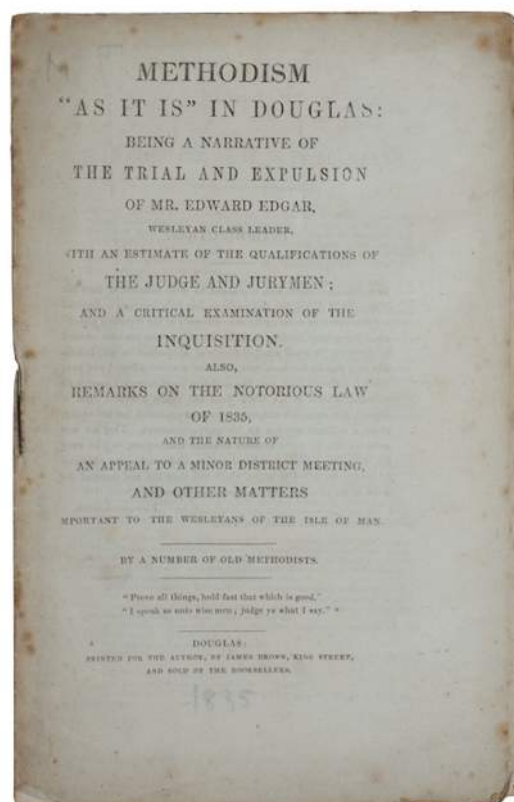 METHODISM
"AS IT IS" IN DOUGLAS:
BEING A NARRATIVE OF
THE TRIAL AND EXPULSION
OF MR. EDWARD EDGAR,
WESLEYAN CLASS LEADER,
ITH AN ESTIMATE OF THE QUALIFICATIONS OF
THE JUDGE AND JURYMEN;
AND A CRITICAL EXAMINATION OF THE
INQUISITION.
ALSO,
REMARKS ON THE NOTORIOUS LAW
OF 1835,
AND THE NATURE OF
AN APPEAL TO A MINOR DISTRICT MEETING,
AND OTHER MATTERS
MPORTANT TO THE WESLEYANS OF THE ISLE OF MAN.
BY A NUMBER OF OLD METHODISTS.
"Prove all things, hold fast that which is good."
"I speak as unto wise men; judge ye what I say."
DOUGLAS:
PRINTED FOR THE AUTHOR, BY JAMES BROWN, KING STREET,
AND SOLD BY THE BOOKSELLERS.
1835